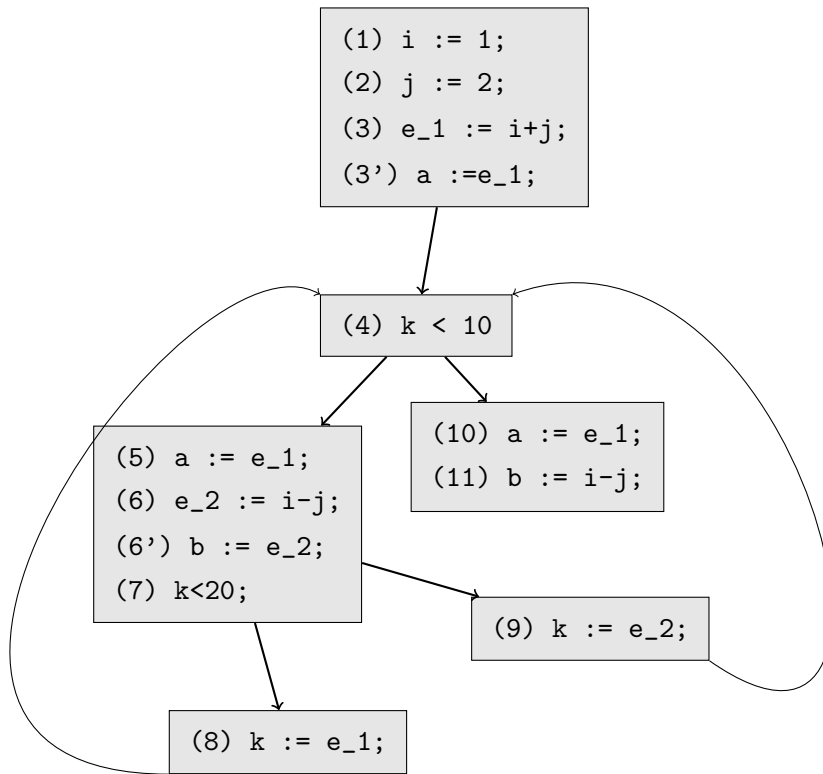 (1) i := 1;
(2) j := 2;
(3) e_1 := i+j;
(3') a :=e_1;
(4) k < 10
(5) a := e_1;
(6) e_2 := i-j;
(6') b := e_2;
(7) k<20;
(10) a := e_1;
(11) b := i-j;
(9) k := e_2;
(8) k := e_1;